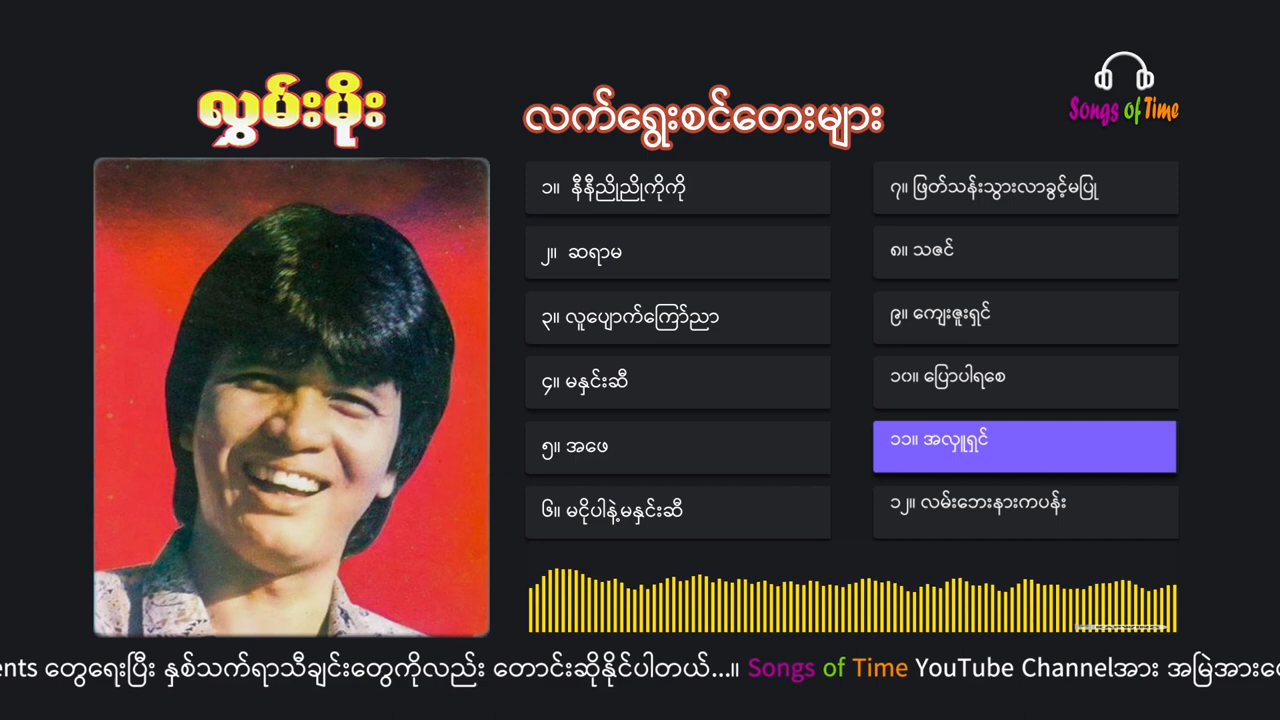 လွှမ်းမိုး
လက်ရွေးစင်တေးများ
Songs of Time
၁။ နီနီညိုညိုကိုကို
၂။ ဆရာမ
၃။ လူပျောက်ကြော်ညာ
၄။ မနှင်းဆီ
၅။ အဖေ
၆။ မငိုပါနဲ့မနှင်းဆီ
၇။ ဖြတ်သန်းသွားလာခွင့်မပြု
၈။ သဇင်
၉။ ကျေးဇူးရှင်
၁၀။ ပြောပါရစေ
၁၁။ အလှူရှင်
၁၂။ လမ်းဘေးနားကပန်း
ents တွေရေးပြီး နှစ်သက်ရာသီချင်းတွေကိုလည်း တောင်းဆိုနိုင်ပါတယ်...။ Songs of Time YouTube Channelအား အမြဲအားပေ